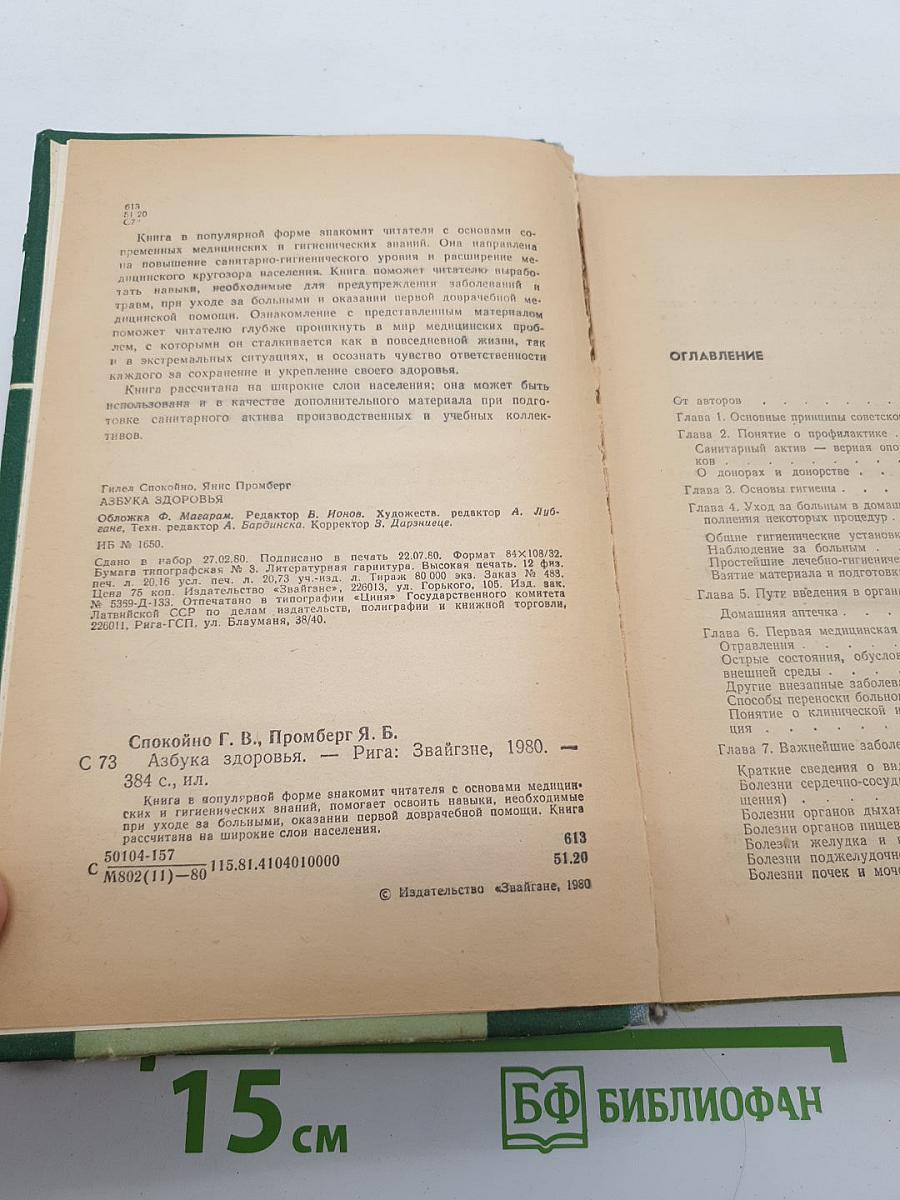 613
51 20
С7
Книга в популярной форме знакомит читателя с основами со-
временных медицинских и гигиенических знаний. Она направлена
на повышение санитарно-гигиенического уровня и расширение ме-
дицинского кругозора населения. Книга поможет читателю вырабо-
тать навыки, необходимые для предупреждения заболеваний и
травм, при уходе за больными и оказании первой доврачебной ме-
дицинской помощи. Ознакомление с представленным материалом
поможет читателю глубже проникнуть в мир медицинских проб-
лем, с которыми он сталкивается как в повседневной жизни, так
и в экстремальных ситуациях, и осознать чувство ответственности
каждого за сохранение и укрепление своего здоровья.
Книга рассчитана на широкие слои населения; она может быть
использована и в качестве дополнительного материала при подго-
товке санитарного актива производственных и учебных коллек-
тивов.
Гилел Спокойно, Янис Промберг
АЗБУКА ЗДОРОВЬЯ
Обложка Ф. Магарам. Редактор Б. Ионов. Художеств. редактор А. Луб-
гане, Техн. редактор А. Бардинска. Корректор З. Дарзниеце.
ИБ № 1650.
Сдано в набор 27.02.80. Подписано в печать 22.07.80. Формат 84×108/32.
Бумага типографская № 3. Литературная гарнитура. Высокая печать. 12 физ.
печ. л. 20,16 усл. печ. л. 20,73 уч.-изд. л. Тираж 80 000 экз. Заказ № 483.
Цена 75 коп. Издательство «Звайгзне», 226013, ул. Горького, 105. Изд. зак.
№ 5359-Д-133. Отпечатано в типографии «Циня» Государственного комитета
Латвийской ССР по делам издательств, полиграфии и книжной торговли,
226011, Рига-ГСП, ул. Блауманя, 38/40.
Спокойно Г. В., Промберг Я. Б.
С 73 Азбука здоровья. — Рига: Звайгзне, 1980. —
384 с., ил.
Книга в популярной форме знакомит читателя с основами медицин-
ских и гигиенических знаний, помогает освоить навыки, необходимые
при уходе за больными, оказании первой доврачебной помощи. Книга
рассчитана на широкие слои населения.
613
С 50104-157 115.81.4104010000 51.20
М802(11)—80
© Издательство «Звайгзне, 1980
ОГЛАВЛЕНИЕ
От авторов . . . . . . .
Глава 1. Основные принципы советско
Глава 2. Понятие о профилактике .
Санитарный актив — верная опо
ков . . . . . . . . .
О донорах и донорстве . . .
Глава 3. Основы гигиены . . .
Глава 4. Уход за больным в домаш
полнения некоторых процедур .
Общие гигиенические установк
Наблюдение за больным . .
Простейшие лечебно-гигиениче
Взятие материала и подготовк
Глава 5. Пути введения в орган
Домашняя аптечка . . . .
Глава 6. Первая медицинская
Отравления . . . . . .
Острые состояния, обуслов
внешней среды . . . . .
Другие внезапные заболева
Способы переноски больног
Понятие о клинической и
ция . . . . . . . .
Глава 7. Важнейшие заболе
Краткие сведения о ви
Болезни сердечно-сосуд
щения) . . . . . .
Болезни органов дыхан
Болезни органов пищев
Болезни желудка и к
Болезни поджелудочн
Болезни почек и моче
15 см
БФ БИБЛИОФАН